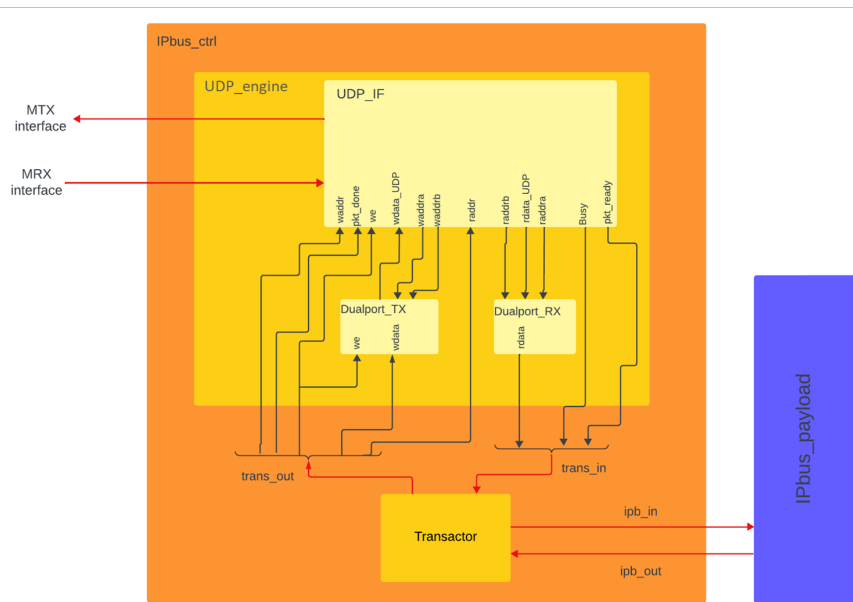 IPbus_ctrl
UDP_engine
UDP_IF
MTX
interface
MRX
interface
waddr
pkt_done
we
wdata_UDP
waddra
waddrb
raddr
raddrb
rdata_UDP
raddra
Busy
pkt_ready
Dualport_TX
we
wdata
Dualport_RX
rdata
trans_out
trans_in
Transactor
ipb_in
ipb_out
IPbus_payload